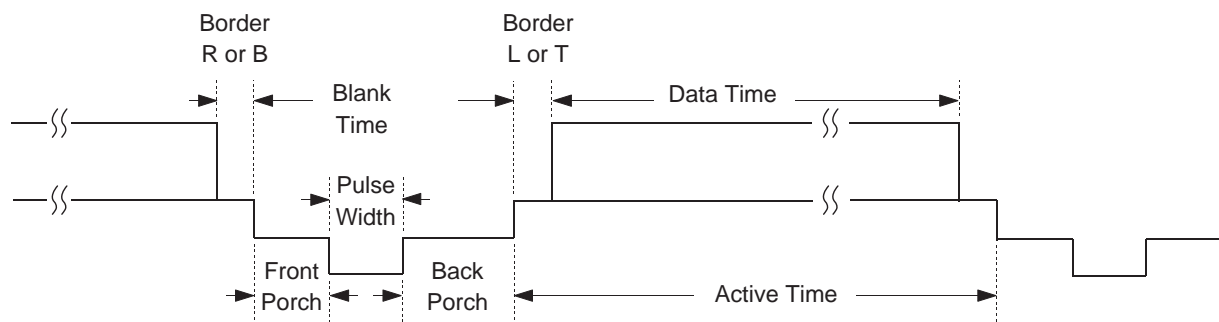 Border
R or B
Border
L or T
Blank
Time
Data Time
Pulse
Width
Front
Porch
Back
Porch
Active Time